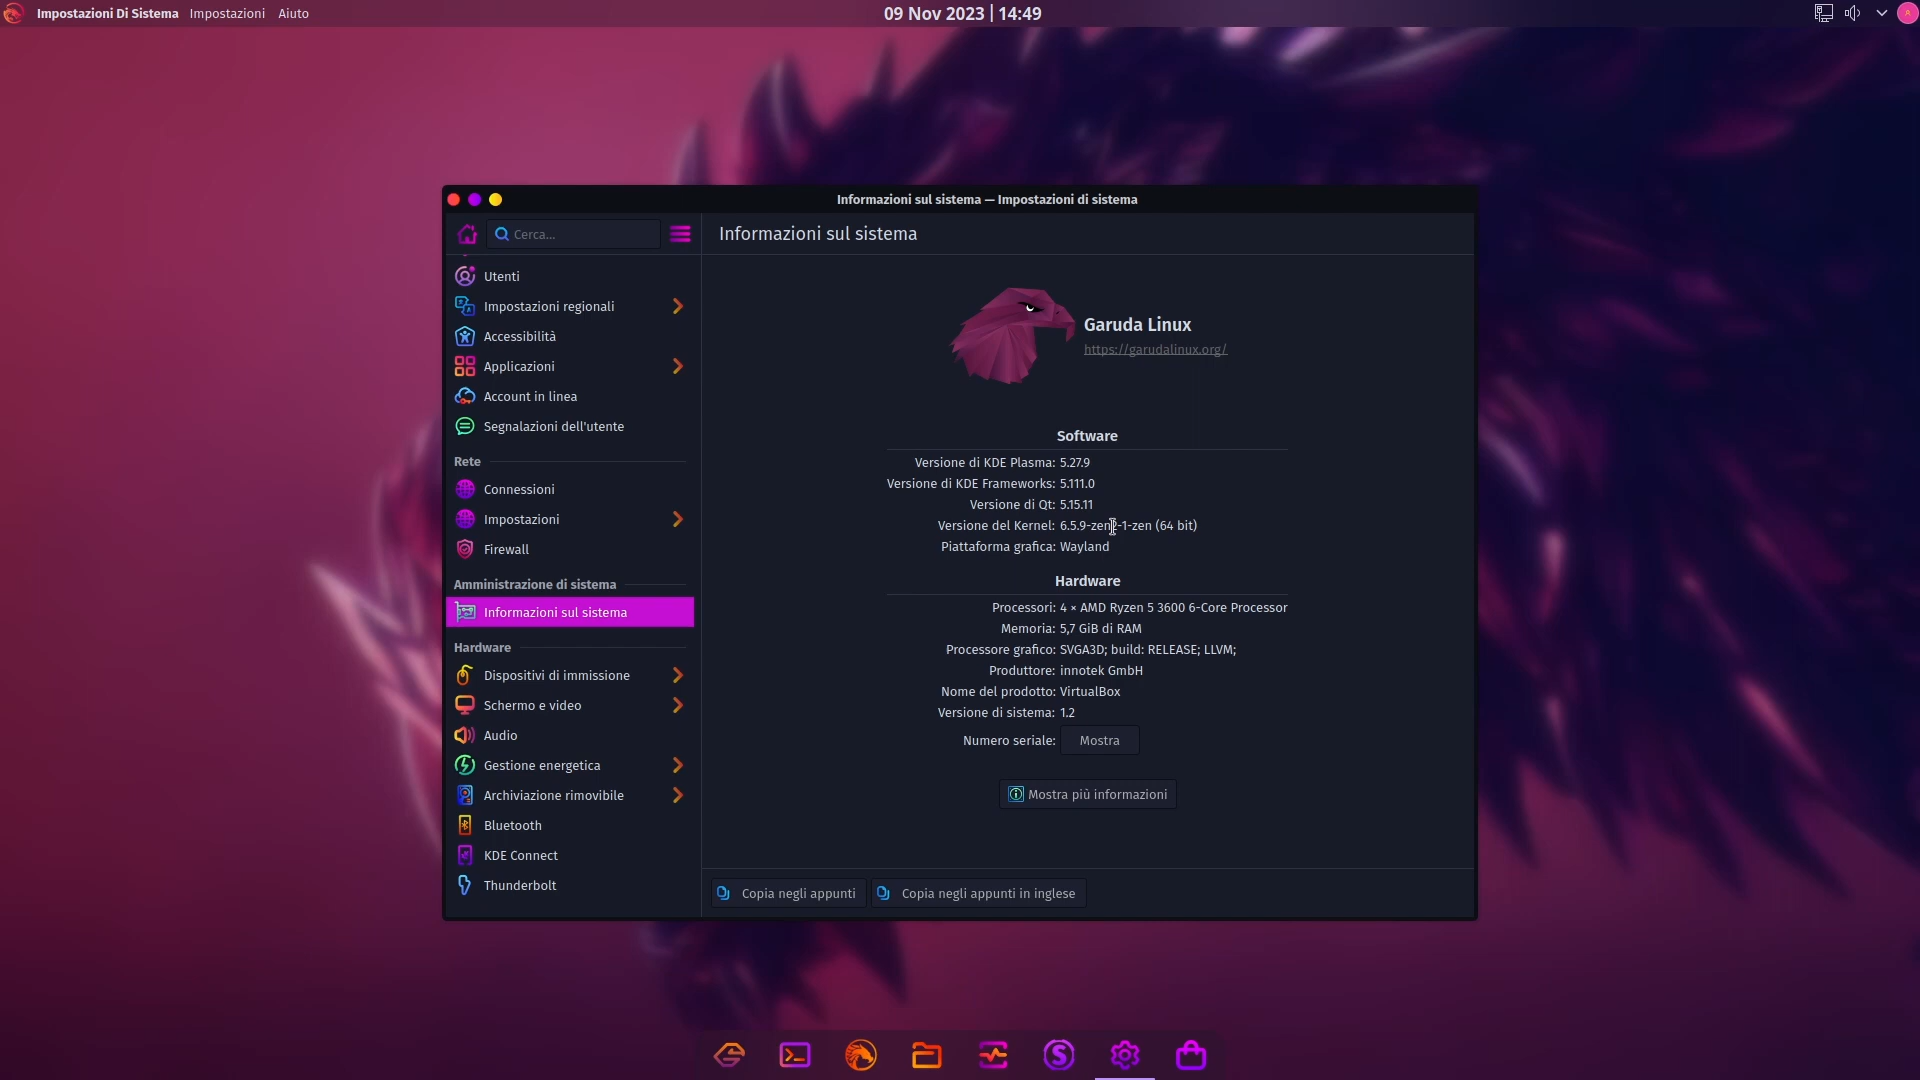 Impostazioni Di Sistema Impostazioni Aiuto
09 Nov 2023 | 14:49
Informazioni sul sistema — Impostazioni di sistema
Cerca...
Informazioni sul sistema
Utenti
Impostazioni regionali
Accessibilità
Applicazioni
Account in linea
Segnalazioni dell'utente
Rete
Connessioni
Impostazioni
Firewall
Amministrazione di sistema
Informazioni sul sistema
Hardware
Dispositivi di immissione
Schermo e video
Audio
Gestione energetica
Archiviazione rimovibile
Bluetooth
KDE Connect
Thunderbolt
Garuda Linux
https://garudalinux.org/
Software
Versione di KDE Plasma: 5.27.9
Versione di KDE Frameworks: 5.111.0
Versione di Qt: 5.15.11
Versione del Kernel: 6.5.9-zen2-1-zen (64 bit)
Piattaforma grafica: Wayland
Hardware
Processori: 4 × AMD Ryzen 5 3600 6-Core Processor
Memoria: 5,7 GiB di RAM
Processore grafico: SVGA3D; build: RELEASE; LLVM;
Produttore: innotek GmbH
Nome del prodotto: VirtualBox
Versione di sistema: 1.2
Numero seriale: Mostra
Mostra più informazioni
Copia negli appunti
Copia negli appunti in inglese